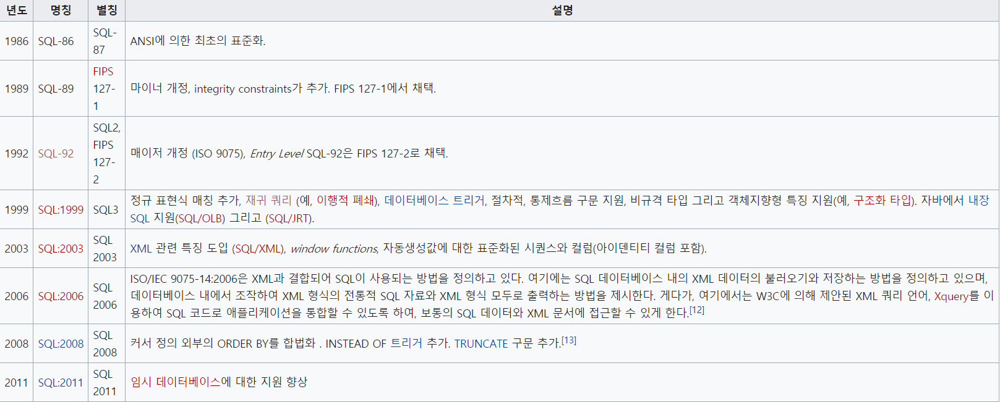 년도 명칭 별칭 설명
1986 SQL-86 SQL-
87 ANSI에 의한 최초의 표준화.
1989 SQL-89 FIPS
127-
1 마이너 개정, integrity constraints가 추가. FIPS 127-1에서 채택.
1992 SQL-92 SQL2,
FIPS
127-
2 매이저 개정 (ISO 9075), Entry Level SQL-92은 FIPS 127-2로 채택.
1999 SQL:1999 SQL3 정규 표현식 매칭 추가, 재귀 쿼리 (예, 이행적 폐쇄), 데이터베이스 트리거, 절차적, 통제흐름 구문 지원, 비규격 타입 그리고 객체지향형 특징 지원(예, 구조화 타입). 자바에서 내장
SQL 지원(SQL/OLB) 그리고 (SQL/JRT).
2003 SQL:2003 SQL
2003 XML 관련 특징 도입 (SQL/XML), window functions, 자동생성값에 대한 표준화된 시퀀스와 컬럼(아이덴티티 컬럼 포함).
2006 SQL:2006 SQL
2006 ISO/IEC 9075-14:2006은 XML과 결합되어 SQL이 사용되는 방법을 정의하고 있다. 여기에는 SQL 데이터베이스 내의 XML 데이터의 불러오기와 저장하는 방법을 정의하고 있으며,
데이터베이스 내에서 조작하여 XML 형식의 전통적 SQL 자료와 XML 형식 모두로 출력하는 방법을 제시한다. 게다가, 여기에서는 W3C에 의해 제안된 XML 쿼리 언어, Xquery를 이
용하여 SQL 코드로 애플리케이션을 통합할 수 있도록 하여, 보통의 SQL 데이터와 XML 문서에 접근할 수 있게 한다.[12]
2008 SQL:2008 SQL
2008 커서 정의 외부의 ORDER BY를 합법화 . INSTEAD OF 트리거 추가. TRUNCATE 구문 추가.[13]
2011 SQL:2011 SQL
2011 임시 데이터베이스에 대한 지원 향상